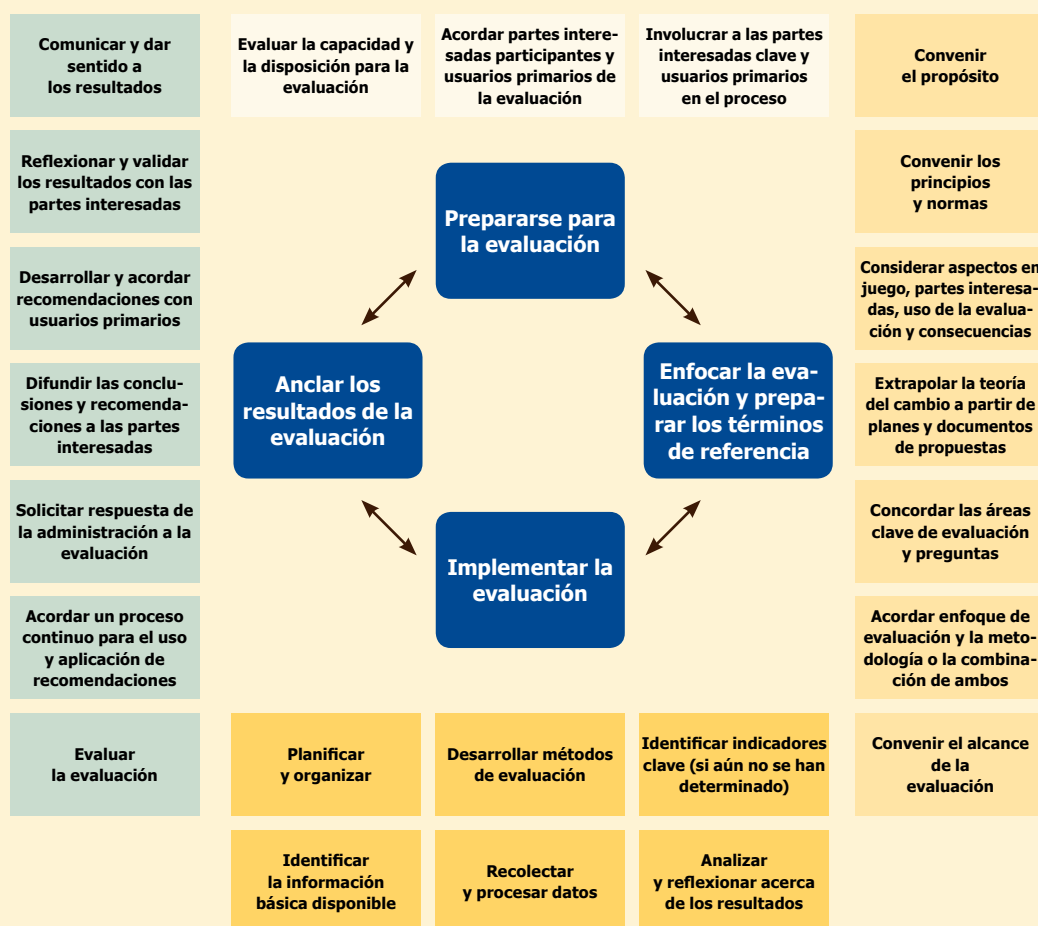 Comunicar y dar
sentido a
los resultados
Evaluar la capacidad y
la disposición para la
evaluación
Acordar partes intere-
sadas participantes y
usuarios primarios de
la evaluación
Involucrar a las partes
interesadas clave y
usuarios primarios
en el proceso
Convenir
el propósito
Reflexionar y validar
los resultados con las
partes interesadas
Prepararse para
la evaluación
Convenir los
principios
y normas
Desarrollar y acordar
recomendaciones con
usuarios primarios
Considerar aspectos en
juego, partes interesa-
das, uso de la evalua-
ción y consecuencias
Difundir las conclu-
siones y recomenda-
ciones a las partes
interesadas
Anclar los
resultados de la
evaluación
Enfocar la eva-
luación y prepa-
rar los términos
de referencia
Extrapolar la teoría
del cambio a partir de
planes y documentos
de propuestas
Solicitar respuesta de
la administración a la
evaluación
Implementar la
evaluación
Concordar las áreas
clave de evaluación
y preguntas
Acordar un proceso
continuo para el uso
y aplicación de
recomendaciones
Acordar enfoque de
evaluación y la meto-
dología o la combina-
ción de ambos
Evaluar
la evaluación
Planificar
y organizar
Desarrollar métodos
de evaluación
Identificar indicadores
clave (si aún no se han
determinado)
Convenir el alcance
de la
evaluación
Identificar
la información
básica disponible
Recolectar
y procesar datos
Analizar
y reflexionar acerca
de los resultados